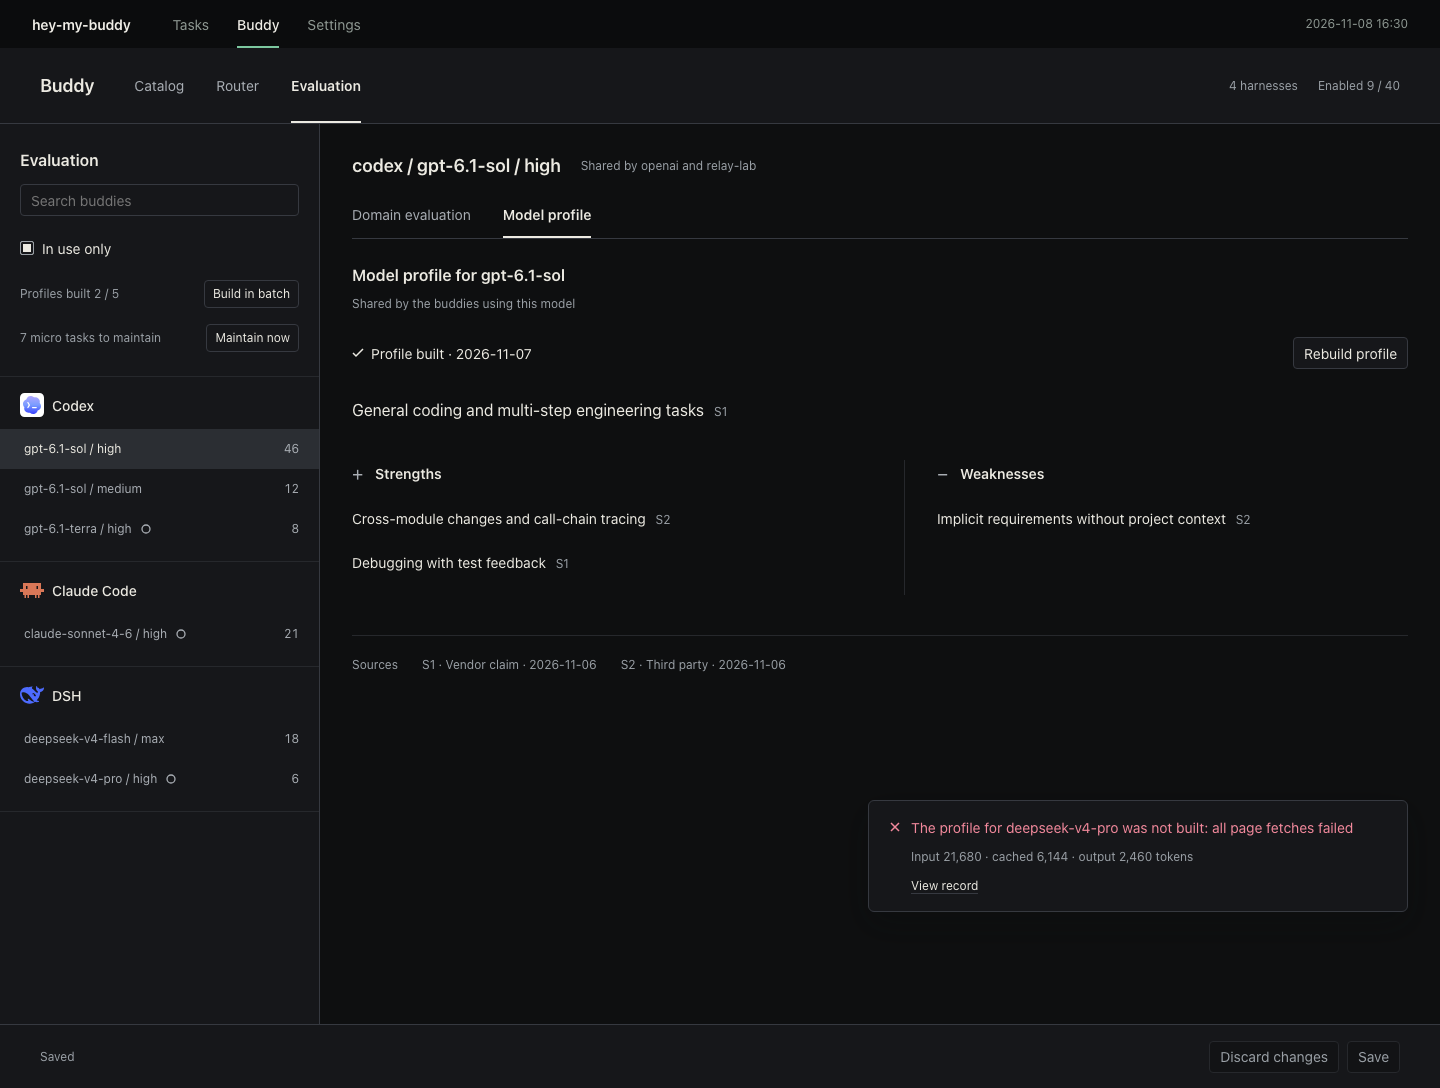 hey-my-buddy Tasks Buddy Settings 2026-11-08 16:30
Buddy Catalog Router Evaluation 4 harnesses Enabled 9 / 40
Evaluation
Search buddies
In use only
Profiles built 2 / 5 Build in batch
7 micro tasks to maintain Maintain now
Codex
gpt-6.1-sol / high 46
gpt-6.1-sol / medium 12
gpt-6.1-terra / high 8
Claude Code
claude-sonnet-4-6 / high 21
DSH
deepseek-v4-flash / max 18
deepseek-v4-pro / high 6
codex / gpt-6.1-sol / high Shared by openai and relay-lab
Domain evaluation Model profile
Model profile for gpt-6.1-sol
Shared by the buddies using this model
Profile built · 2026-11-07 Rebuild profile
General coding and multi-step engineering tasks S1
Strengths
Cross-module changes and call-chain tracing S2
Debugging with test feedback S1
Weaknesses
Implicit requirements without project context S2
Sources S1 · Vendor claim · 2026-11-06 S2 · Third party · 2026-11-06
The profile for deepseek-v4-pro was not built: all page fetches failed
Input 21,680 · cached 6,144 · output 2,460 tokens
View record
Saved Discard changes Save